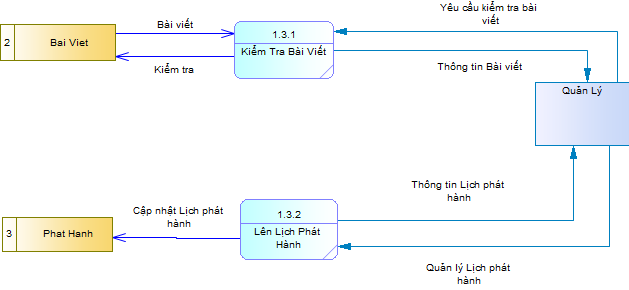 Yêu cầu kiểm tra bài
viết
Bài viết
1.3.1
2
Bai Viet
Kiểm Tra Bài Viết
Kiểm tra
Thông tin Bài viết
Quản Lý
Thông tin Lịch phát
hành
Cập nhật Lịch phát
hành
1.3.2
3
Phat Hanh
Lên Lịch Phát
Hành
Quản lý Lịch phát
hành